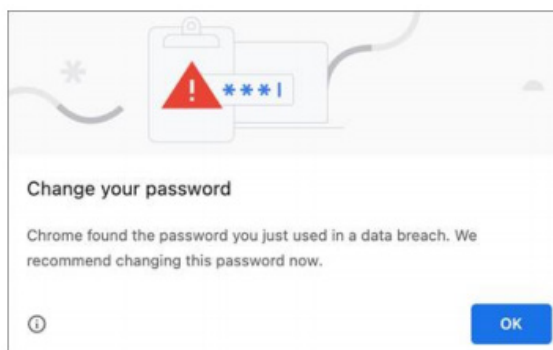 ***|
Change your password
Chrome found the password you just used in a data breach. We
recommend changing this password now.
OK